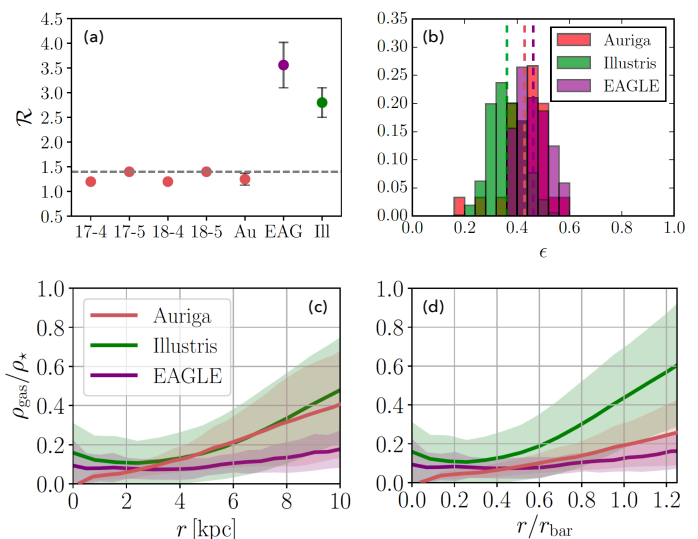 (a)
4.5
4.0
3.5
3.0
2.5
2.0
1.5
1.0
0.5
ℛ
17-4 17-5 18-4 18-5 Au EAG Ill
(b)
Auriga
Illustris
EAGLE
0.35
0.30
0.25
0.20
0.15
0.10
0.05
0.00
0.0 0.2 0.4 0.6 0.8 1.0
ϵ
(c)
Auriga
Illustris
EAGLE
1.0
0.8
0.6
0.4
0.2
0.0
ρgas/ρ⋆
0 2 4 6 8 10
r [kpc]
(d)
1.0
0.8
0.6
0.4
0.2
0.0
0.0 0.2 0.4 0.6 0.8 1.0 1.2
r/rbar